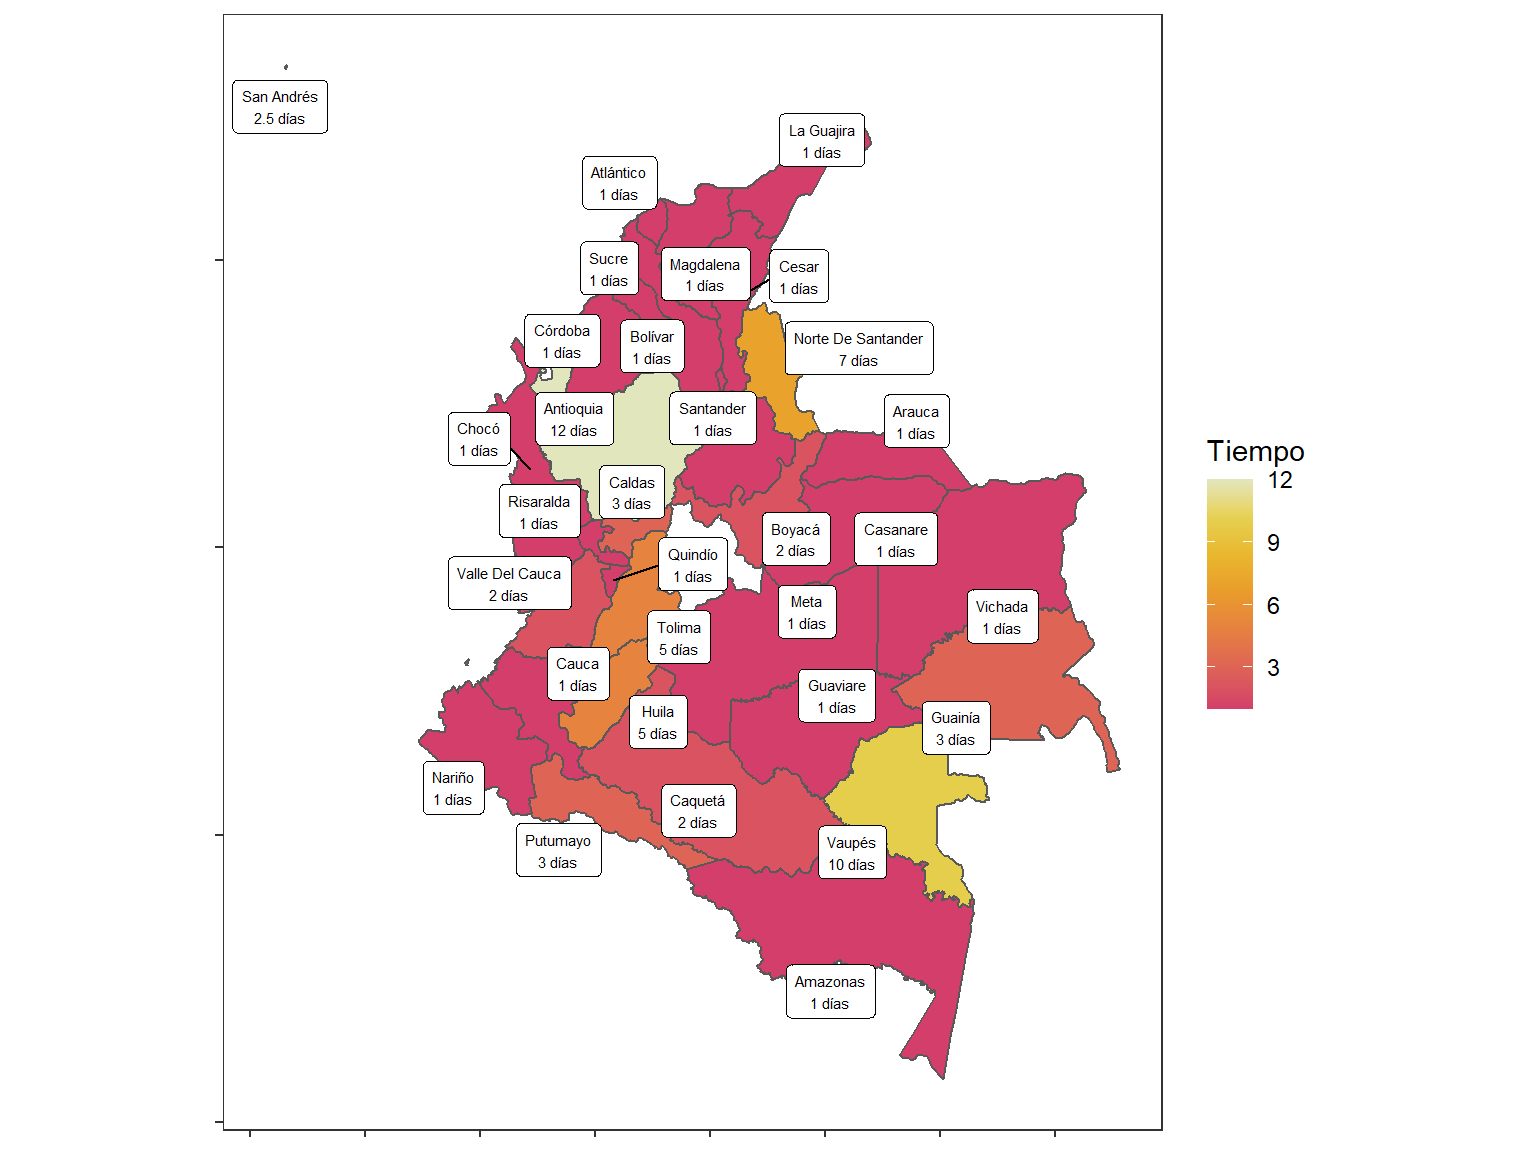 San Andrés
2.5 días
La Guajira
1 días
Atlántico
1 días
Sucre
1 días
Magdalena
1 días
Cesar
1 días
Córdoba
1 días
Bolívar
1 días
Norte De Santander
7 días
Antioquia
12 días
Santander
1 días
Arauca
1 días
Chocó
1 días
Caldas
3 días
Risaralda
1 días
Boyacá
2 días
Casanare
1 días
Quindío
1 días
Valle Del Cauca
2 días
Meta
1 días
Vichada
1 días
Tolima
5 días
Cauca
1 días
Guaviare
1 días
Huila
5 días
Guainía
3 días
Nariño
1 días
Caquetá
2 días
Putumayo
3 días
Vaupés
10 días
Amazonas
1 días
Tiempo
12
9
6
3